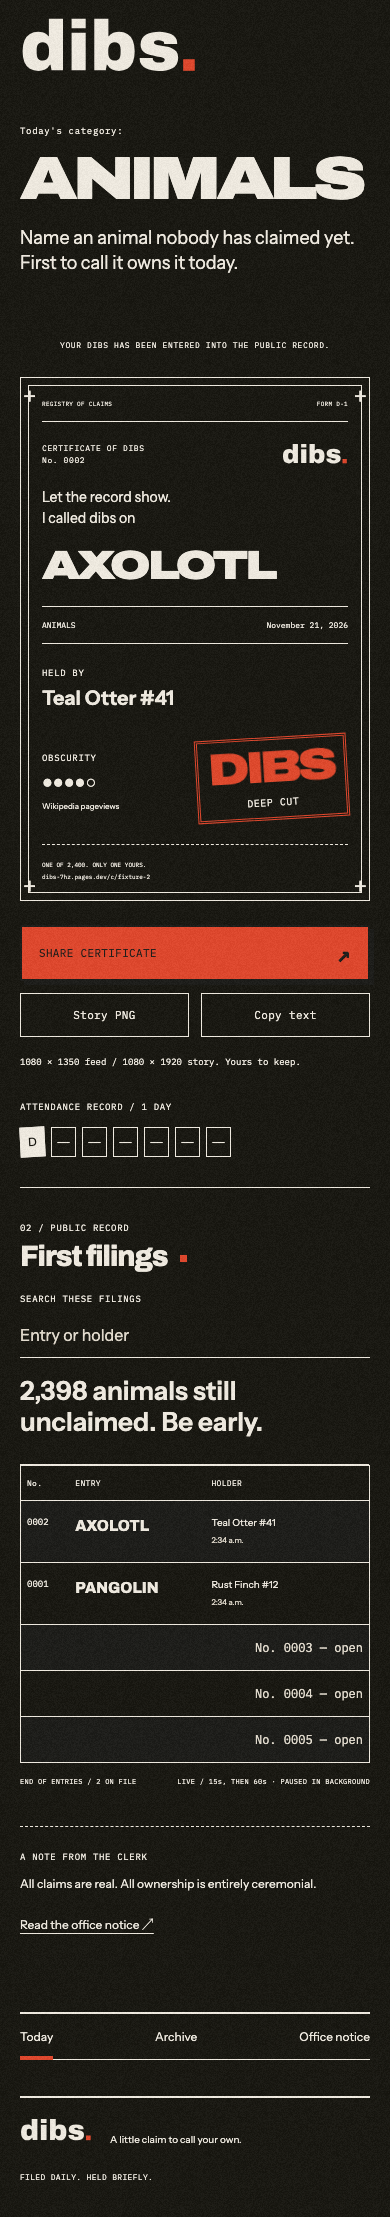 dibs.
Today's category:
ANIMALS
Name an animal nobody has claimed yet.
First to call it owns it today.
YOUR DIBS HAS BEEN ENTERED INTO THE PUBLIC RECORD.
REGISTRY OF CLAIMS FORM D-1
CERTIFICATE OF DIBS
No. 0002
dibs.
Let the record show.
I called dibs on
AXOLOTL
ANIMALS November 21, 2026
HELD BY
Teal Otter #41
OBSCURITY
Wikipedia pageviews
DIBS
DEEP CUT
ONE OF 2,400. ONLY ONE YOURS.
dibs-7hz.pages.dev/c/fixture-2
SHARE CERTIFICATE ↗
Story PNG Copy text
1080 × 1350 feed / 1080 × 1920 story. Yours to keep.
ATTENDANCE RECORD / 1 DAY
D — — — — — —
02 / PUBLIC RECORD
First filings
SEARCH THESE FILINGS
Entry or holder
2,398 animals still
unclaimed. Be early.
No. ENTRY HOLDER
0002 AXOLOTL Teal Otter #41
2:34 a.m.
0001 PANGOLIN Rust Finch #12
2:34 a.m.
No. 0003 — open
No. 0004 — open
No. 0005 — open
END OF ENTRIES / 2 ON FILE LIVE / 15s, THEN 60s · PAUSED IN BACKGROUND
A NOTE FROM THE CLERK
All claims are real. All ownership is entirely ceremonial.
Read the office notice ↗
Today Archive Office notice
dibs. A little claim to call your own.
FILED DAILY. HELD BRIEFLY.